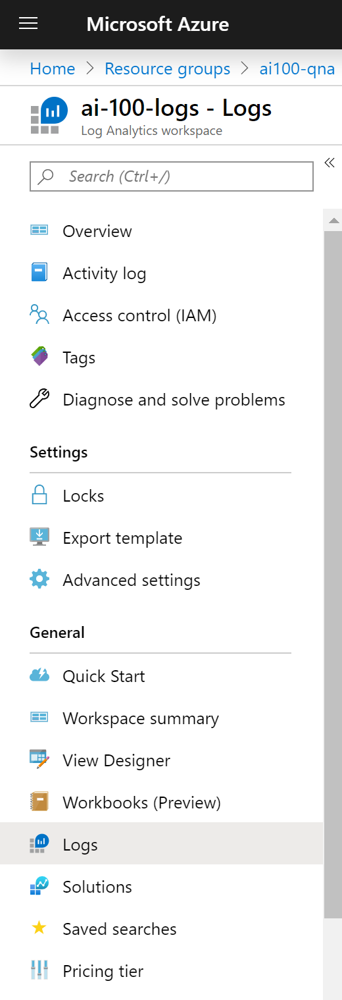 Microsoft Azure
Home > Resource groups > ai100-qna
ai-100-logs - Logs
Log Analytics workspace
Search (Ctrl+/)
Overview
Activity log
Access control (IAM)
Tags
Diagnose and solve problems
Settings
Locks
Export template
Advanced settings
General
Quick Start
Workspace summary
View Designer
Workbooks (Preview)
Logs
Solutions
Saved searches
Pricing tier